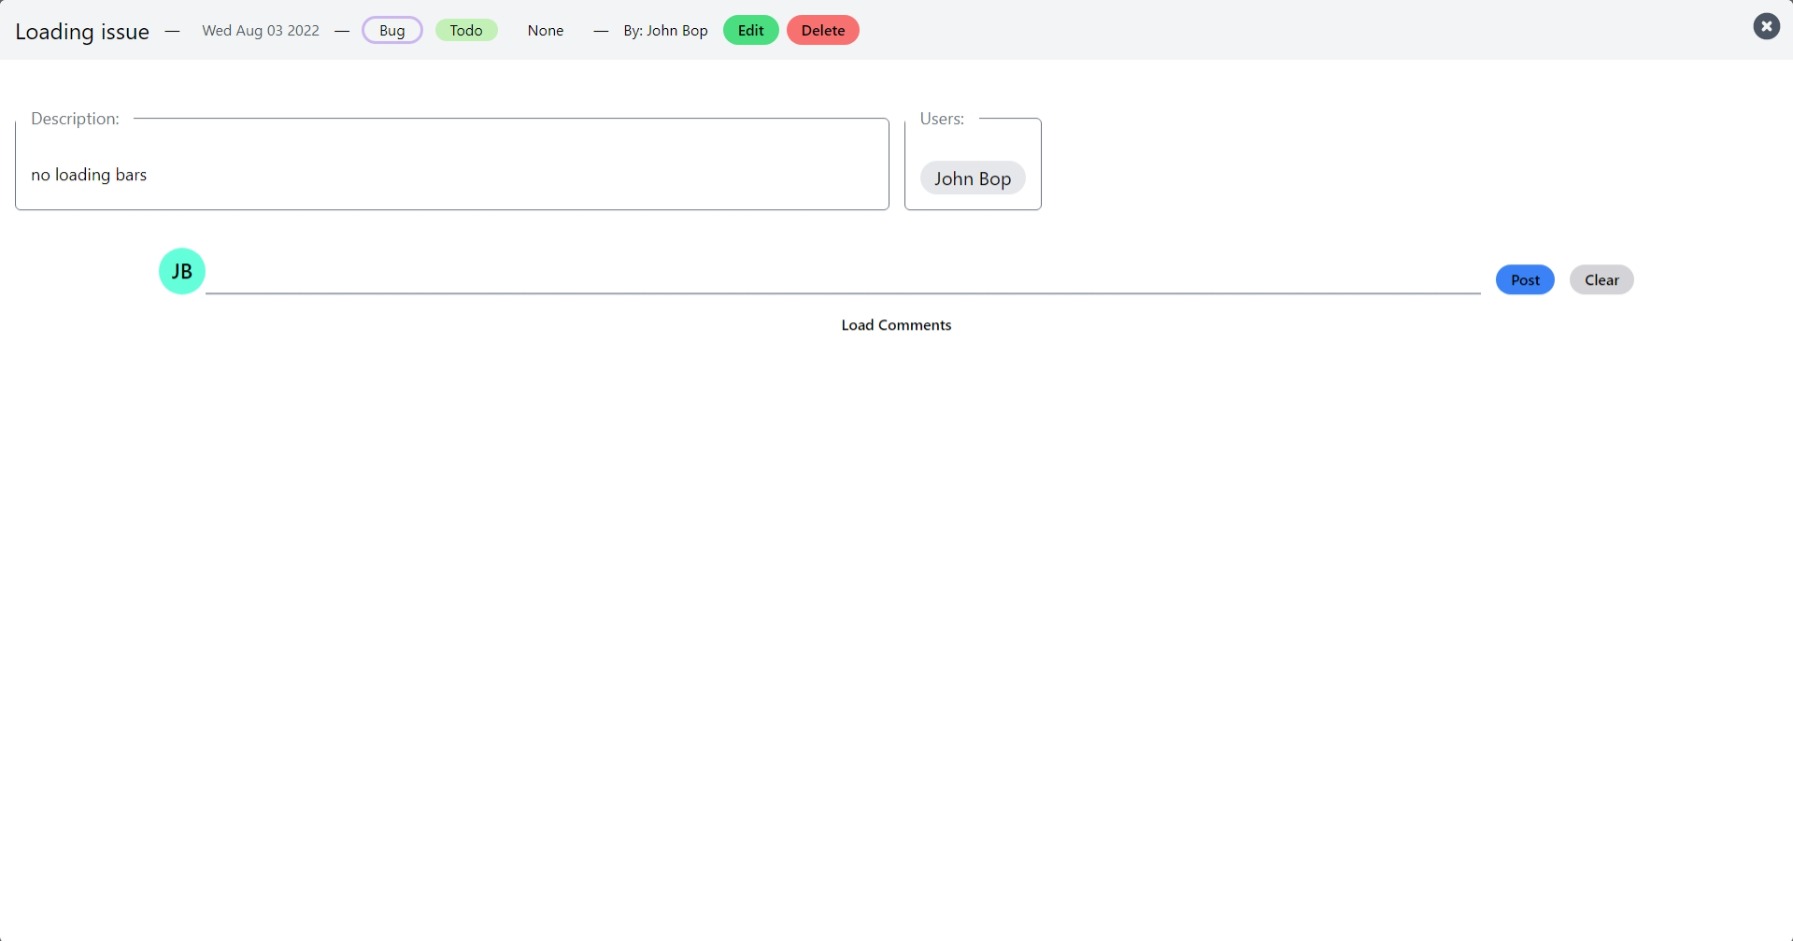 Loading issue — Wed Aug 03 2022 — Bug Todo None — By: John Bop Edit Delete
Description:
no loading bars
Users:
John Bop
JB
Post Clear
Load Comments